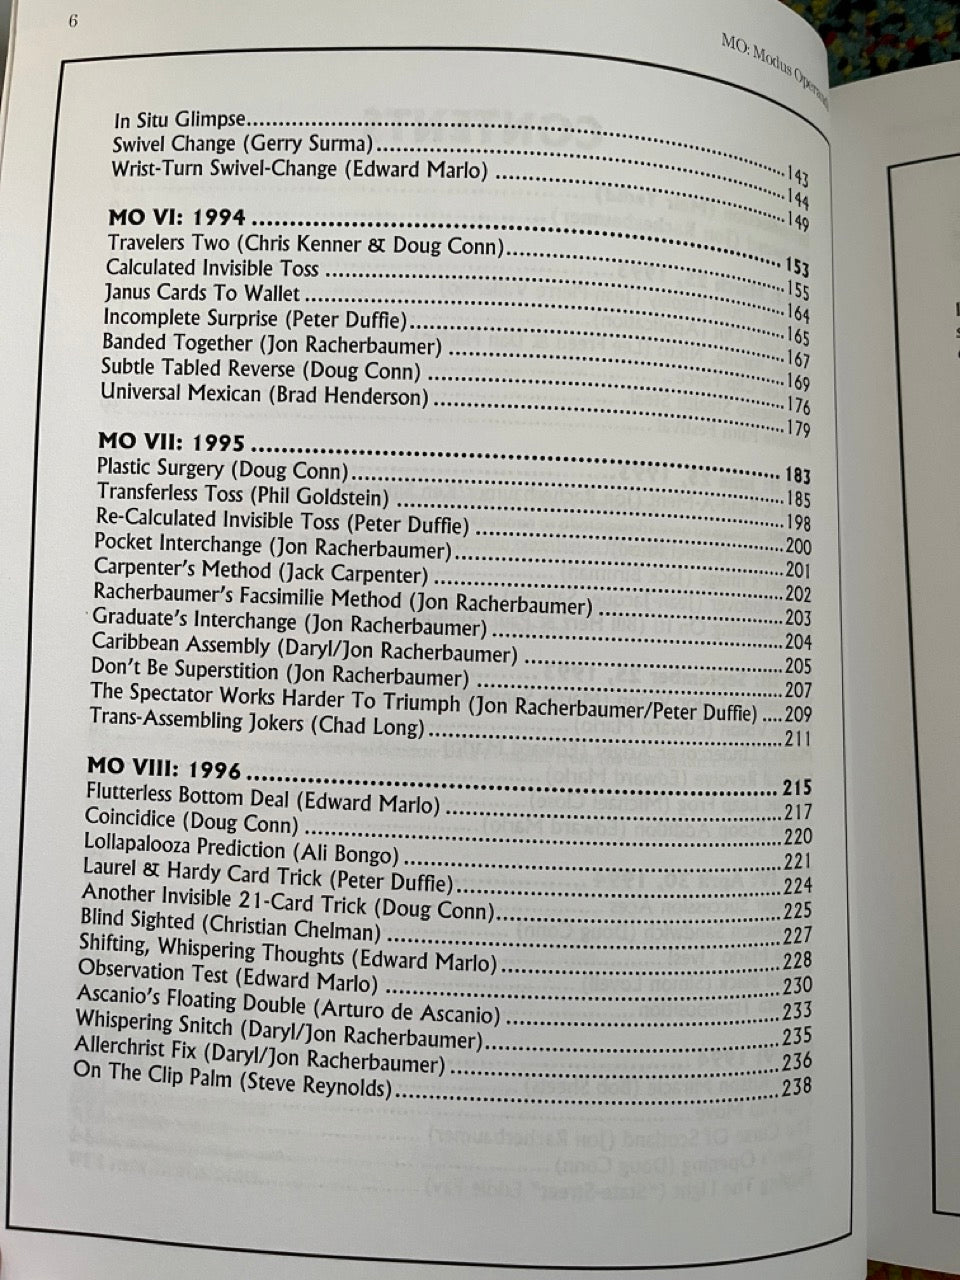 6
MO: Modus Operandi
In Situ Glimpse..........143
Swivel Change (Gerry Surma)..........144
Wrist-Turn Swivel-Change (Edward Marlo)..........149
MO VI: 1994..........153
Travelers Two (Chris Kenner & Doug Conn)..........155
Calculated Invisible Toss..........164
Janus Cards To Wallet..........165
Incomplete Surprise (Peter Duffie)..........167
Banded Together (Jon Racherbaumer)..........169
Subtle Tabled Reverse (Doug Conn)..........176
Universal Mexican (Brad Henderson)..........179
MO VII: 1995..........183
Plastic Surgery (Doug Conn)..........185
Transferless Toss (Phil Goldstein)..........198
Re-Calculated Invisible Toss (Peter Duffie)..........200
Pocket Interchange (Jon Racherbaumer)..........201
Carpenter's Method (Jack Carpenter)..........202
Racherbaumer's Facsimilie Method (Jon Racherbaumer)..........203
Graduate's Interchange (Jon Racherbaumer)..........204
Caribbean Assembly (Daryl/Jon Racherbaumer)..........205
Don't Be Superstition (Jon Racherbaumer)..........207
The Spectator Works Harder To Triumph (Jon Racherbaumer/Peter Duffie)....209
Trans-Assembling Jokers (Chad Long)..........211
MO VIII: 1996..........215
Flutterless Bottom Deal (Edward Marlo)..........217
Coincidice (Doug Conn)..........220
Lollapalooza Prediction (Ali Bongo)..........221
Laurel & Hardy Card Trick (Peter Duffie)..........224
Another Invisible 21-Card Trick (Doug Conn)..........225
Blind Sighted (Christian Chelman)..........227
Shifting, Whispering Thoughts (Edward Marlo)..........228
Observation Test (Edward Marlo)..........230
Ascanio's Floating Double (Arturo de Ascanio)..........233
Whispering Snitch (Daryl/Jon Racherbaumer)..........235
Allerchrist Fix (Daryl/Jon Racherbaumer)..........236
On The Clip Palm (Steve Reynolds)..........238